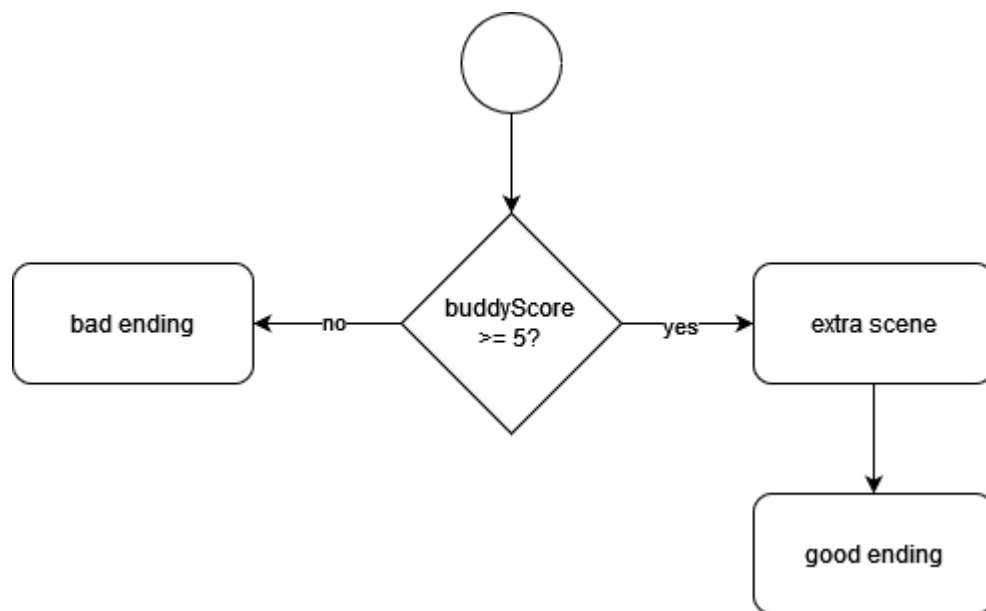 buddyScore
>= 5?
bad ending
no
yes
extra scene
good ending